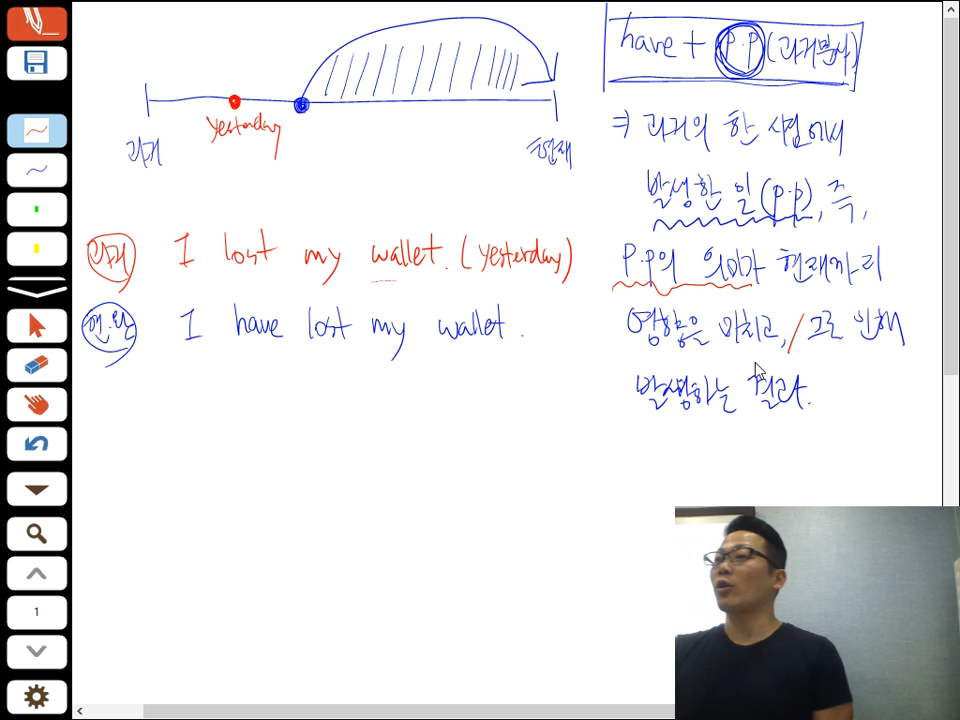 have + P.P (과거분사)
yesterday
과거
현재
⇒ 과거의 한 시점에서
발생한 일(P.P), 즉,
과거 I lost my wallet. (yesterday)
P.P의 의미가 현재까지
현.완 I have lost my wallet.
영향을 미치고, / 그로 인해
발생하는 결과.
1